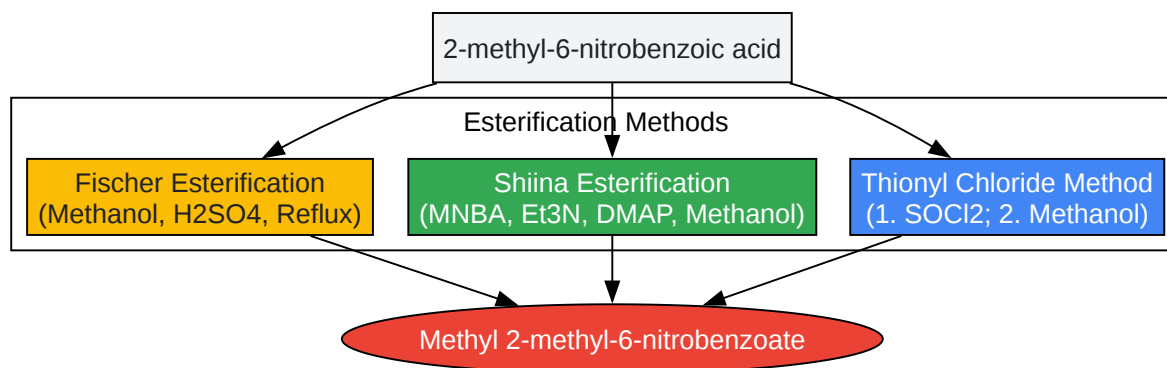 2-methyl-6-nitrobenzoic acid
Esterification Methods
Fischer Esterification
(Methanol, H2SO4, Reflux)
Shiina Esterification
(MNBA, Et3N, DMAP, Methanol)
Thionyl Chloride Method
(1. SOCl2; 2. Methanol)
Methyl 2-methyl-6-nitrobenzoate